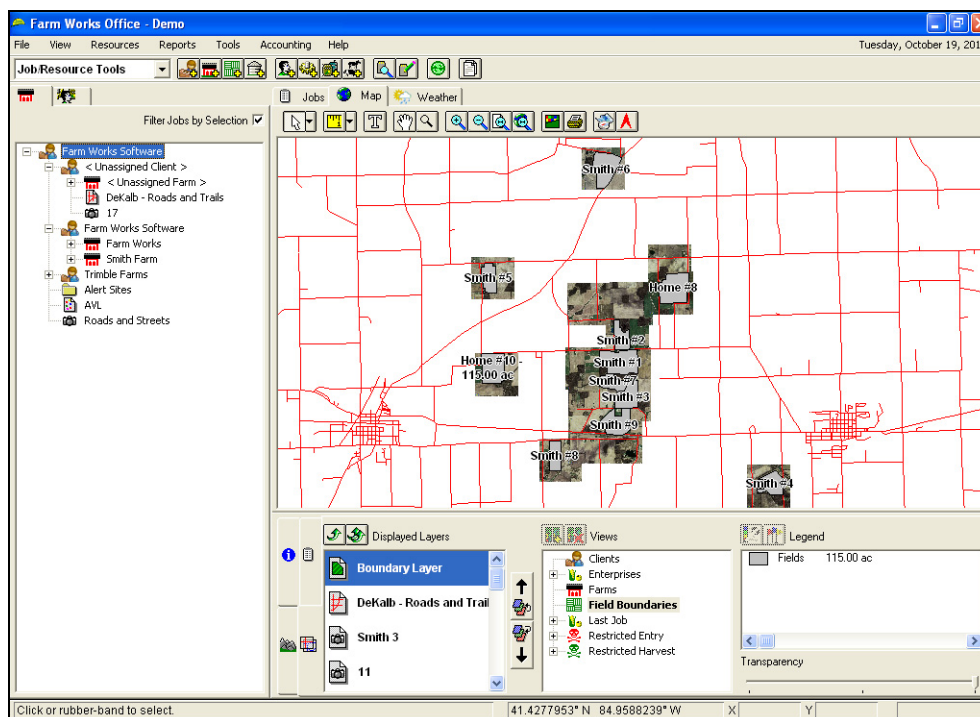 Farm Works Office - Demo
File View Resources Reports Tools Accounting Help Tuesday, October 19, 201
Job/Resource Tools
Jobs Map Weather
Filter Jobs by Selection
Farm Works Software
< Unassigned Client >
< Unassigned Farm >
DeKalb - Roads and Trails
17
Farm Works Software
Farm Works
Smith Farm
Trimble Farms
Alert Sites
AVL
Roads and Streets
Smith #6
Smith #5
Home #8
Smith #2
Home #10 -
115.00 ac
Smith #1
Smith #7
Smith #3
Smith #9
Smith #8
Smith #4
Displayed Layers
Boundary Layer
DeKalb - Roads and Trail
Smith 3
11
Views
Clients
Enterprises
Farms
Field Boundaries
Last Job
Restricted Entry
Restricted Harvest
Legend
Fields 115.00 ac
Transparency
Click or rubber-band to select. 41.4277953° N 84.9588239° W X Y